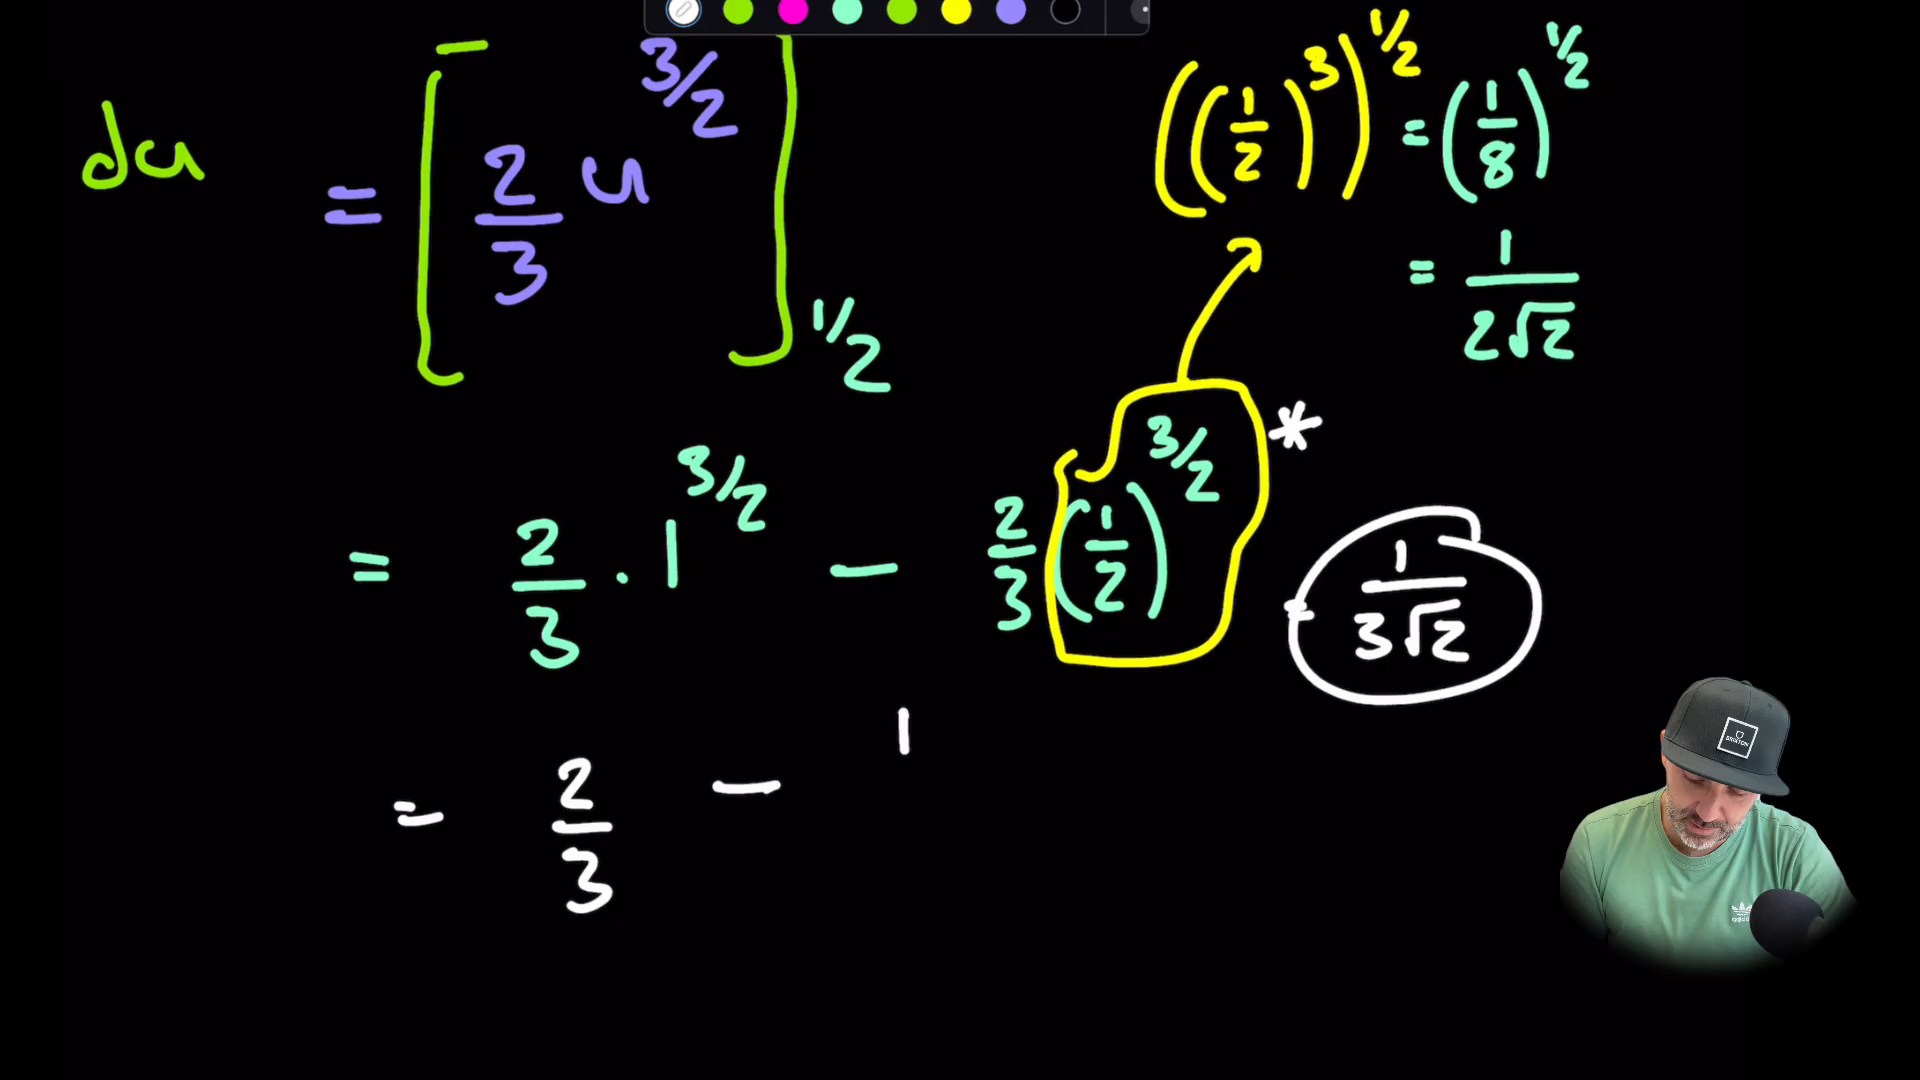 du
= [ 2/3 u^3/2 ] 1/2
((1/2)^3)^1/2 = (1/8)^1/2
= 1/2√2
= 2/3 · 1^3/2 − 2/3 (1/2)^3/2 *
= 1/3√2
= 2/3 − 1
BRIXTON